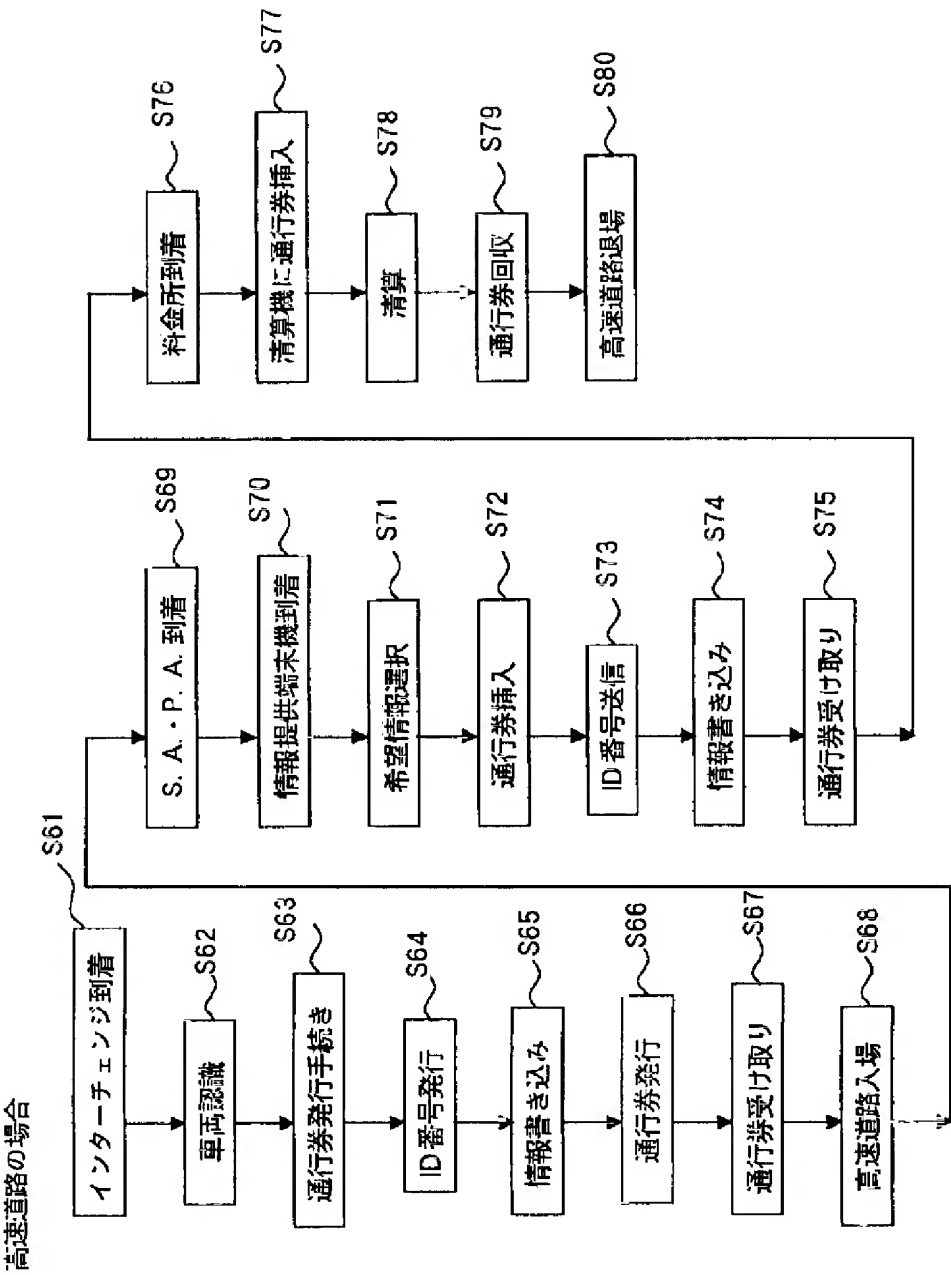 高速道路の場合
インターチェンジ到着
S61
車両認識
S62
通行券発行手続き
S63
ID番号発行
S64
情報書き込み
S65
通行券発行
S66
通行券受け取り
S67
高速道路入場
S68
S. A.・P. A. 到着
S69
情報提供端末機到着
S70
希望情報選択
S71
通行券挿入
S72
ID番号送信
S73
情報書き込み
S74
通行券受け取り
S75
料金所到着
S76
清算機に通行券挿入
S77
清算
S78
通行券回収
S79
高速道路退場
S80